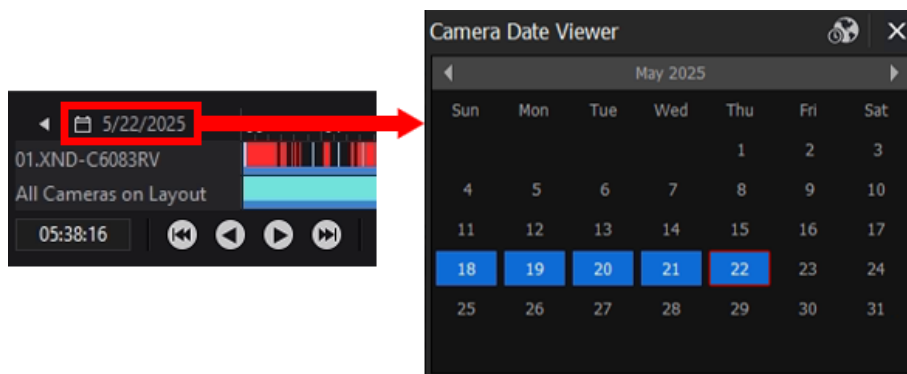 5/22/2025
01.XND-C6083RV
All Cameras on Layout
05:38:16
Camera Date Viewer
May 2025
Sun Mon Tue Wed Thu Fri Sat
1 2 3
4 5 6 7 8 9 10
11 12 13 14 15 16 17
18 19 20 21 22 23 24
25 26 27 28 29 30 31